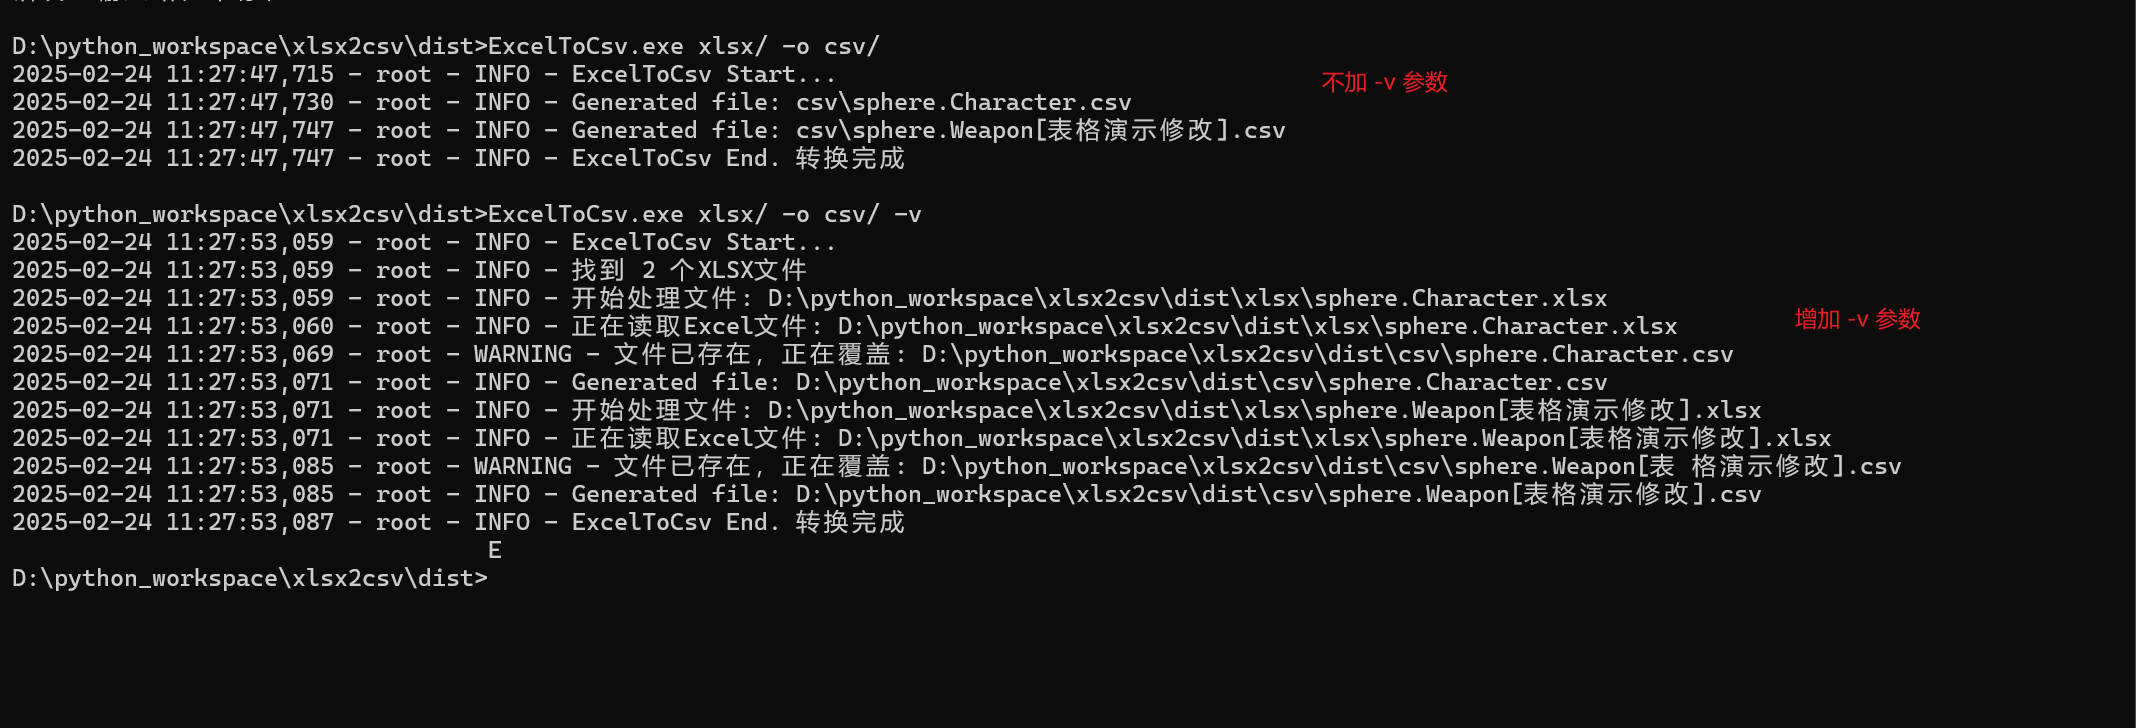 D:\python_workspace\xlsx2csv\dist>ExcelToCsv.exe xlsx/ -o csv/
2025-02-24 11:27:47,715 - root - INFO - ExcelToCsv Start...
不加 -v 参数
2025-02-24 11:27:47,730 - root - INFO - Generated file: csv\sphere.Character.csv
2025-02-24 11:27:47,747 - root - INFO - Generated file: csv\sphere.Weapon[表格演示修改].csv
2025-02-24 11:27:47,747 - root - INFO - ExcelToCsv End. 转换完成
D:\python_workspace\xlsx2csv\dist>ExcelToCsv.exe xlsx/ -o csv/ -v
2025-02-24 11:27:53,059 - root - INFO - ExcelToCsv Start...
2025-02-24 11:27:53,059 - root - INFO - 找到 2 个XLSX文件
2025-02-24 11:27:53,059 - root - INFO - 开始处理文件: D:\python_workspace\xlsx2csv\dist\xlsx\sphere.Character.xlsx
2025-02-24 11:27:53,060 - root - INFO - 正在读取Excel文件: D:\python_workspace\xlsx2csv\dist\xlsx\sphere.Character.xlsx
增加 -v 参数
2025-02-24 11:27:53,069 - root - WARNING - 文件已存在, 正在覆盖: D:\python_workspace\xlsx2csv\dist\csv\sphere.Character.csv
2025-02-24 11:27:53,071 - root - INFO - Generated file: D:\python_workspace\xlsx2csv\dist\csv\sphere.Character.csv
2025-02-24 11:27:53,071 - root - INFO - 开始处理文件: D:\python_workspace\xlsx2csv\dist\xlsx\sphere.Weapon[表格演示修改].xlsx
2025-02-24 11:27:53,071 - root - INFO - 正在读取Excel文件: D:\python_workspace\xlsx2csv\dist\xlsx\sphere.Weapon[表格演示修改].xlsx
2025-02-24 11:27:53,085 - root - WARNING - 文件已存在, 正在覆盖: D:\python_workspace\xlsx2csv\dist\csv\sphere.Weapon[表 格演示修改].csv
2025-02-24 11:27:53,085 - root - INFO - Generated file: D:\python_workspace\xlsx2csv\dist\csv\sphere.Weapon[表格演示修改].csv
2025-02-24 11:27:53,087 - root - INFO - ExcelToCsv End. 转换完成
E
D:\python_workspace\xlsx2csv\dist>